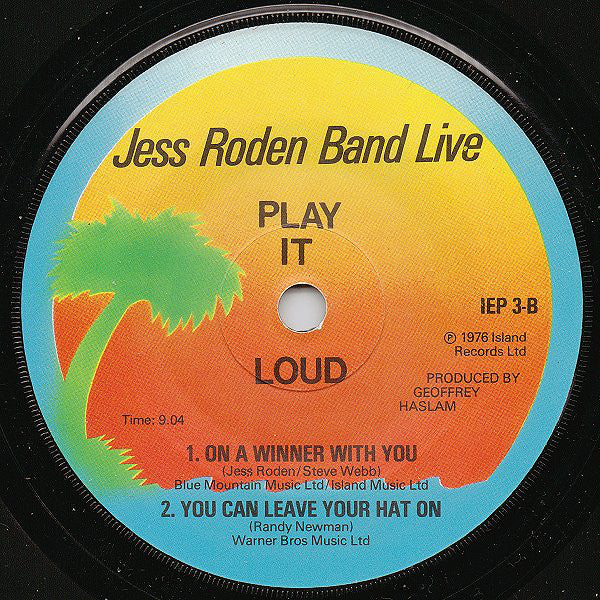 Jess Roden Band Live
PLAY
IT
LOUD
IEP 3-B
℗ 1976 Island
Records Ltd
PRODUCED BY
GEOFFREY
HASLAM
Time: 9.04
1. ON A WINNER WITH YOU
(Jess Roden/Steve Webb)
Blue Mountain Music Ltd/Island Music Ltd
2. YOU CAN LEAVE YOUR HAT ON
(Randy Newman)
Warner Bros Music Ltd